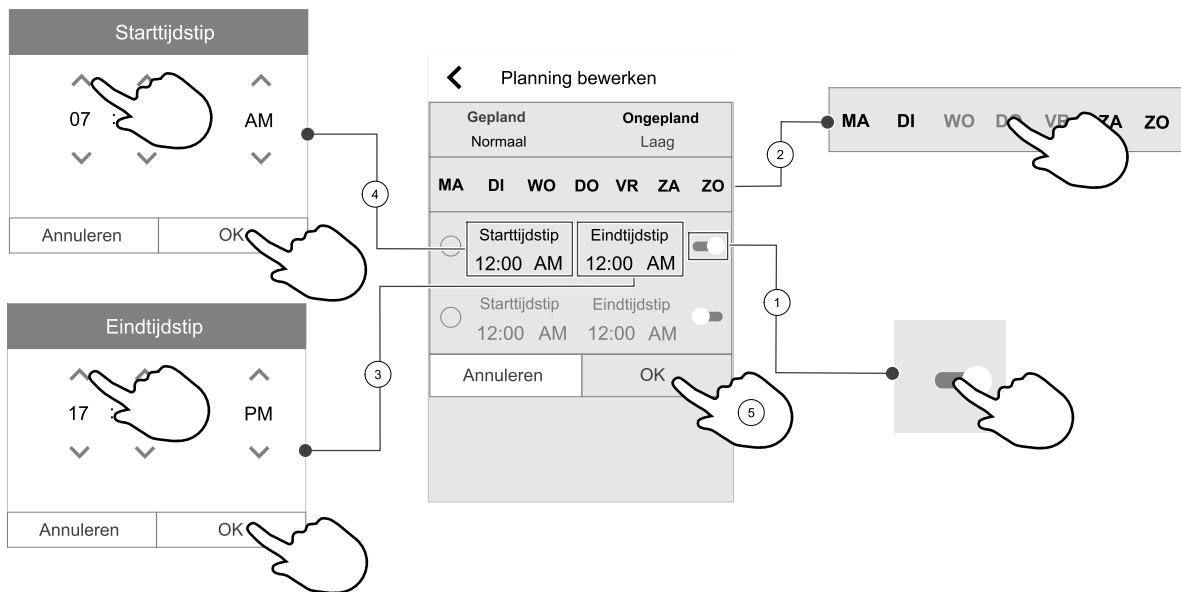 Starttijdstip
07 : AM
Annuleren OK
Eindtijdstip
17 : PM
Annuleren OK
Planning bewerken
Gepland Ongepland
Normaal Laag
MA DI WO DO VR ZA ZO
Starttijdstip Eindtijdstip
12:00 AM 12:00 AM
Starttijdstip Eindtijdstip
12:00 AM 12:00 AM
Annuleren OK
MA DI WO DO VR ZA ZO
4
3
2
1
5